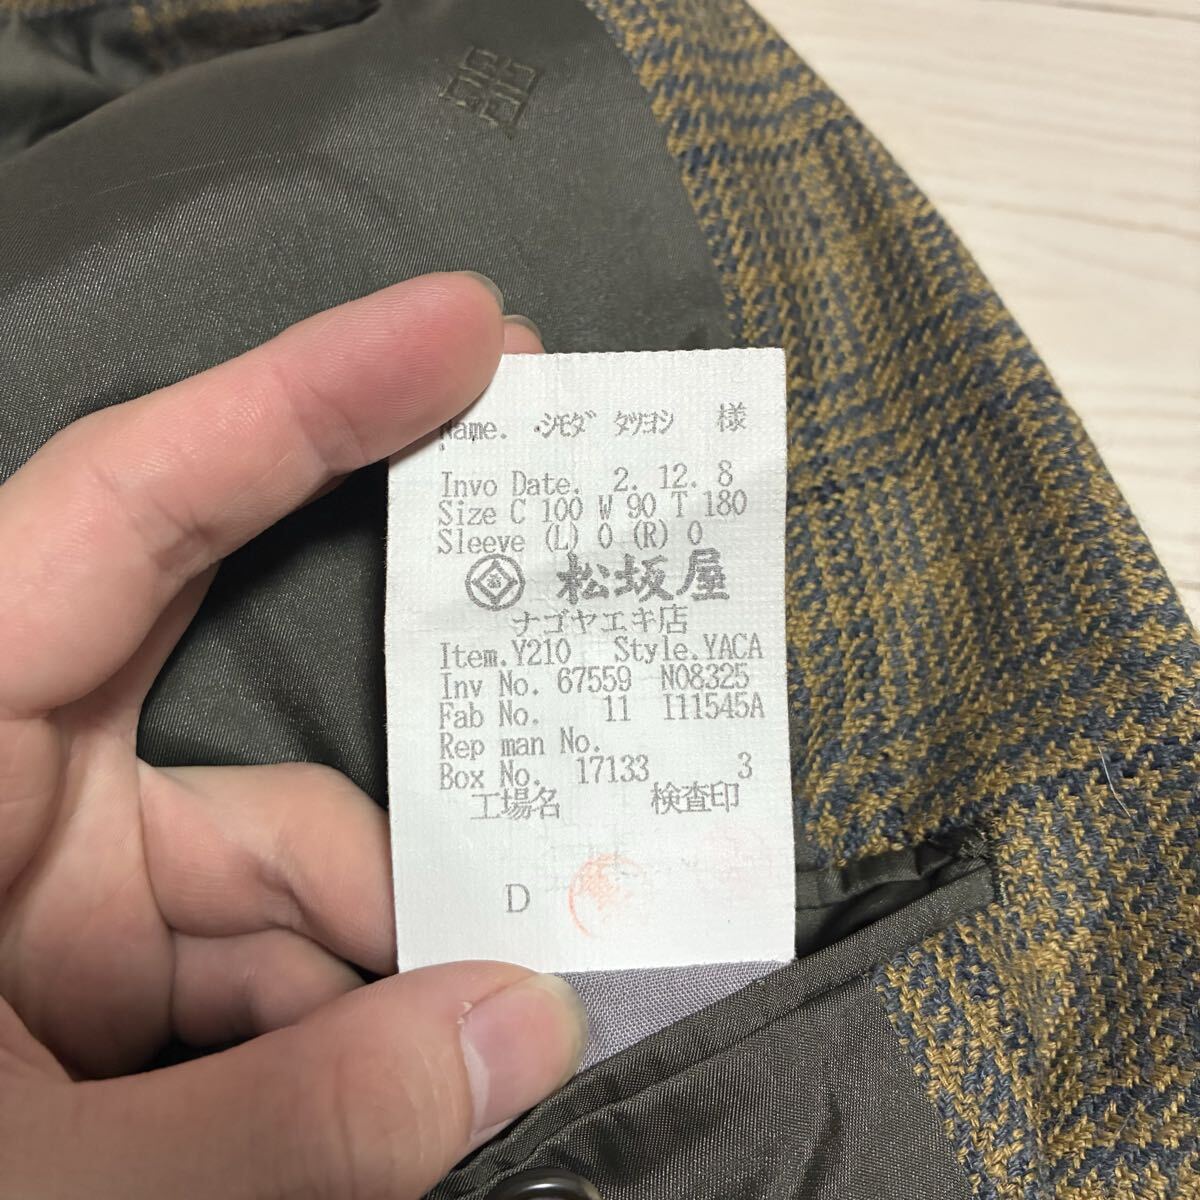 Name. シモダ タツヨシ 様
Invo Date. 2. 12. 8
Size C 100 W 90 T 180
Sleeve (L) 0 (R) 0
松坂屋
ナゴヤエキ店
Item.Y210 Style.YACA
Inv No. 67559 N08325
Fab No. 11 I11545A
Rep man No.
Box No. 17133 3
工場名 検査印
D